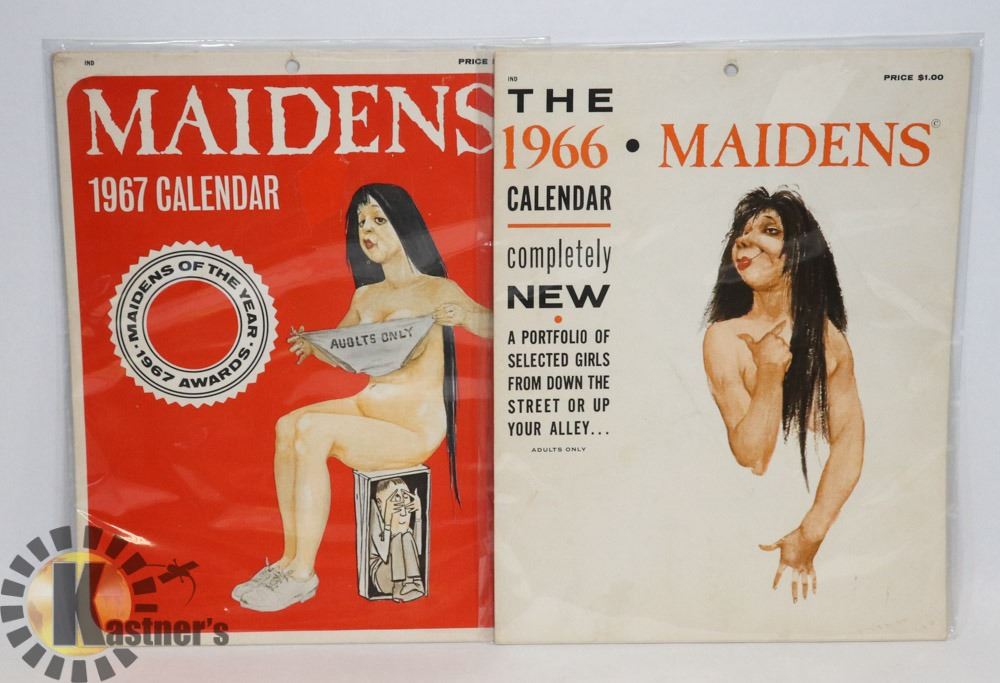 IND
PRICE
MAIDENS
1967 CALENDAR
MAIDENS OF THE YEAR
• 1967 AWARDS •
AUOLTS ONLY
IND
PRICE $1.00
THE
1966 • MAIDENS©
CALENDAR
completely
NEW
A PORTFOLIO OF
SELECTED GIRLS
FROM DOWN THE
STREET OR UP
YOUR ALLEY...
ADULTS ONLY
Kastner's